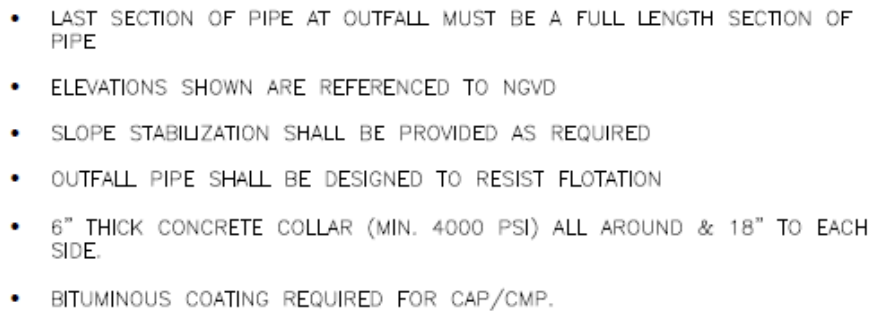 • LAST SECTION OF PIPE AT OUTFALL MUST BE A FULL LENGTH SECTION OF
PIPE
• ELEVATIONS SHOWN ARE REFERENCED TO NGVD
• SLOPE STABILIZATION SHALL BE PROVIDED AS REQUIRED
• OUTFALL PIPE SHALL BE DESIGNED TO RESIST FLOTATION
• 6" THICK CONCRETE COLLAR (MIN. 4000 PSI) ALL AROUND & 18" TO EACH
SIDE.
• BITUMINOUS COATING REQUIRED FOR CAP/CMP.